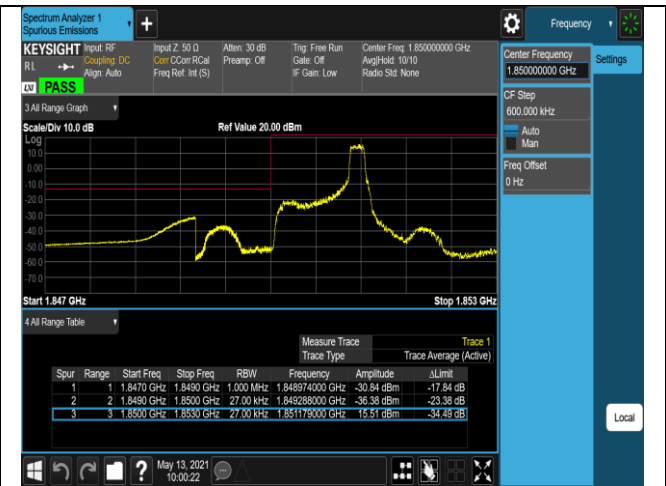 Spectrum Analyzer 1
Spurious Emissions
Frequency
KEYSIGHT
RL
Input: RF
Coupling: DC
Align: Auto
Input Z: 50 Ω
Corr CCorr RCal
Freq Ref: Int (S)
Atten: 30 dB
Preamp: Off
Trig: Free Run
Gate: Off
IF Gain: Low
Center Freq: 1.850000000 GHz
Avg|Hold: 10/10
Radio Std: None
LXI PASS
Center Frequency
1.850000000 GHz
Settings
CF Step
600.000 kHz
Auto
Man
Freq Offset
0 Hz
3 All Range Graph
Scale/Div 10.0 dB
Ref Value 20.00 dBm
Log
10.0
0.00
-10.0
-20.0
-30.0
-40.0
-50.0
-60.0
-70.0
Start 1.847 GHz
Stop 1.853 GHz
4 All Range Table
Measure Trace Trace 1
Trace Type Trace Average (Active)
Spur Range Start Freq Stop Freq RBW Frequency Amplitude ΔLimit
1 1 1.8470 GHz 1.8490 GHz 1.000 MHz 1.848974000 GHz -30.84 dBm -17.84 dB
2 2 1.8490 GHz 1.8500 GHz 27.00 kHz 1.849288000 GHz -36.38 dBm -23.38 dB
3 3 1.8500 GHz 1.8530 GHz 27.00 kHz 1.851179000 GHz 15.51 dBm -34.49 dB
Local
May 13, 2021
10:00:22